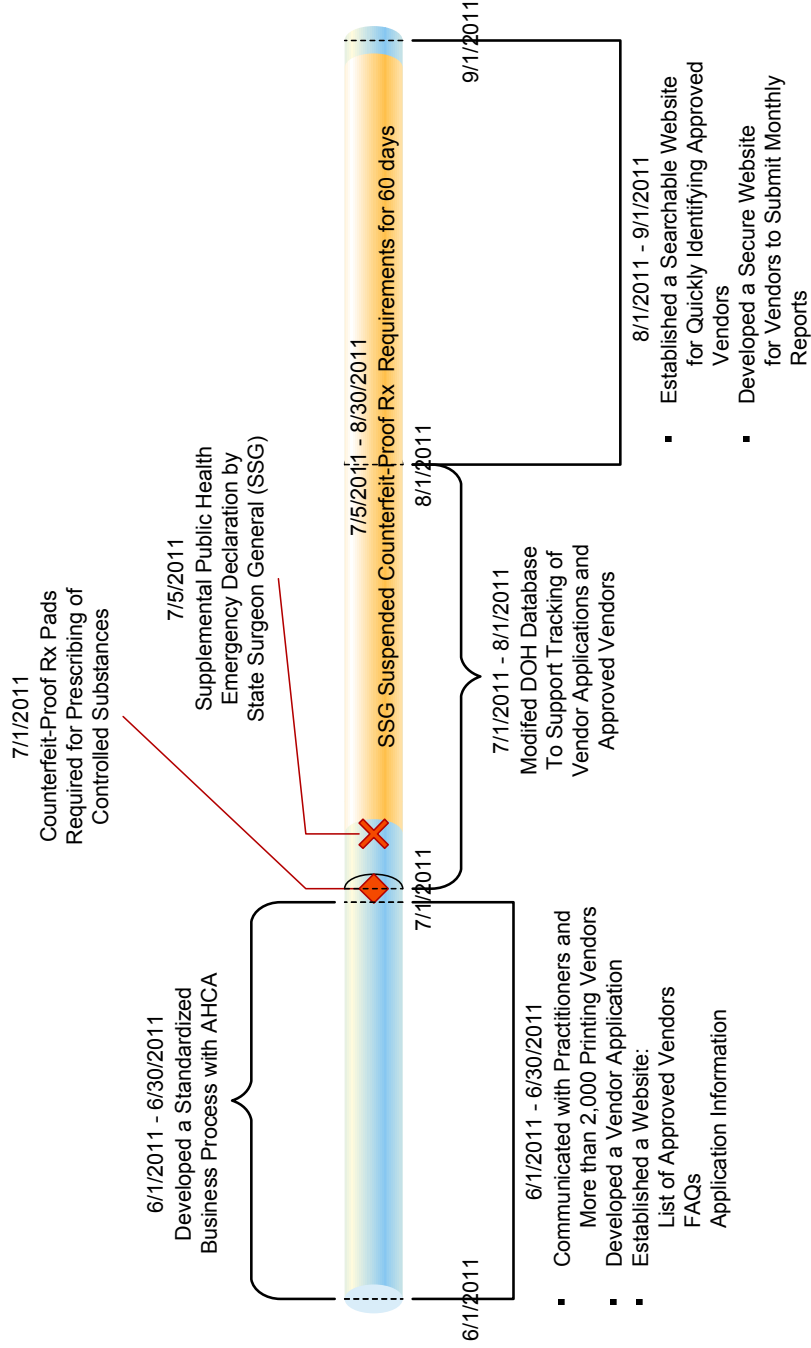 7/1/2011
Counterfeit-Proof Rx Pads
Required for Prescribing of
Controlled Substances
7/5/2011
Supplemental Public Health
Emergency Declaration by
State Surgeon General (SSG)
6/1/2011 - 6/30/2011
Developed a Standardized
Business Process with AHCA
7/5/2011 - 8/30/2011
SSG Suspended Counterfeit-Proof Rx Requirements for 60 days
6/1/2011
7/1/2011
8/1/2011
9/1/2011
6/1/2011 - 6/30/2011
▪ Communicated with Practitioners and
More than 2,000 Printing Vendors
▪ Developed a Vendor Application
▪ Established a Website:
List of Approved Vendors
FAQs
Application Information
7/1/2011 - 8/1/2011
Modifed DOH Database
To Support Tracking of
Vendor Applications and
Approved Vendors
8/1/2011 - 9/1/2011
▪ Established a Searchable Website
for Quickly Identifying Approved
Vendors
▪ Developed a Secure Website
for Vendors to Submit Monthly
Reports